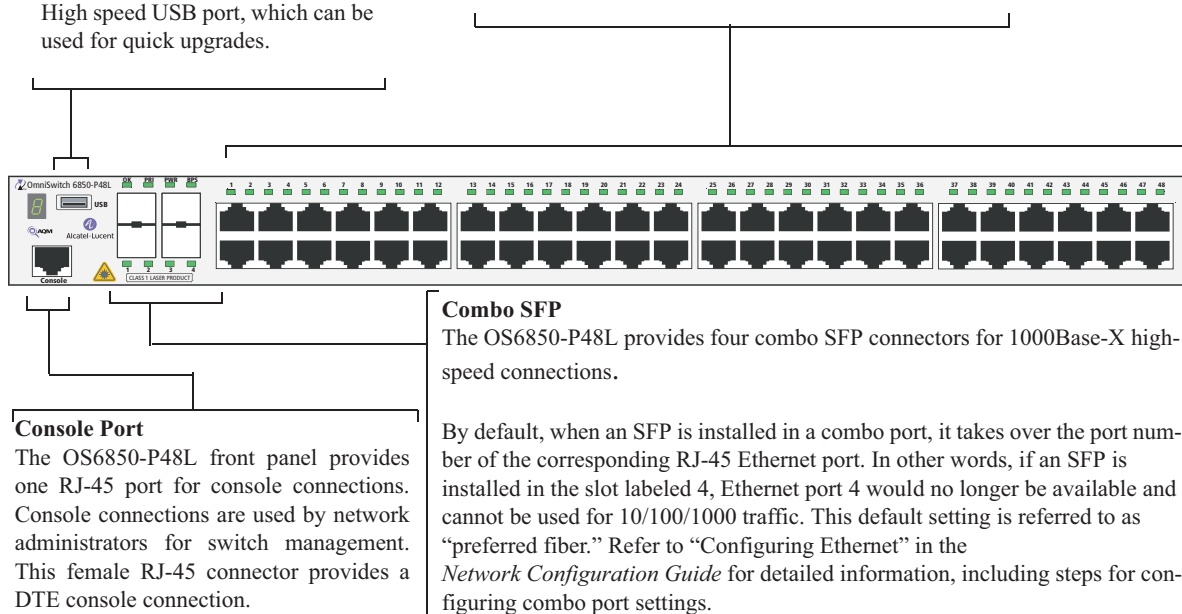 High speed USB port, which can be
used for quick upgrades.
OmniSwitch 6850-P48L
OK PRI PWR BPS
USB
AQM
Alcatel-Lucent
Console
1 2 3 4
CLASS 1 LASER PRODUCT
1 2 3 4 5 6 7 8 9 10 11 12
13 14 15 16 17 18 19 20 21 22 23 24
25 26 27 28 29 30 31 32 33 34 35 36
37 38 39 40 41 42 43 44 45 46 47 48
Console Port
The OS6850-P48L front panel provides
one RJ-45 port for console connections.
Console connections are used by network
administrators for switch management.
This female RJ-45 connector provides a
DTE console connection.
Combo SFP
The OS6850-P48L provides four combo SFP connectors for 1000Base-X high-
speed connections.
By default, when an SFP is installed in a combo port, it takes over the port num-
ber of the corresponding RJ-45 Ethernet port. In other words, if an SFP is
installed in the slot labeled 4, Ethernet port 4 would no longer be available and
cannot be used for 10/100/1000 traffic. This default setting is referred to as
“preferred fiber.” Refer to “Configuring Ethernet” in the
Network Configuration Guide for detailed information, including steps for con-
figuring combo port settings.